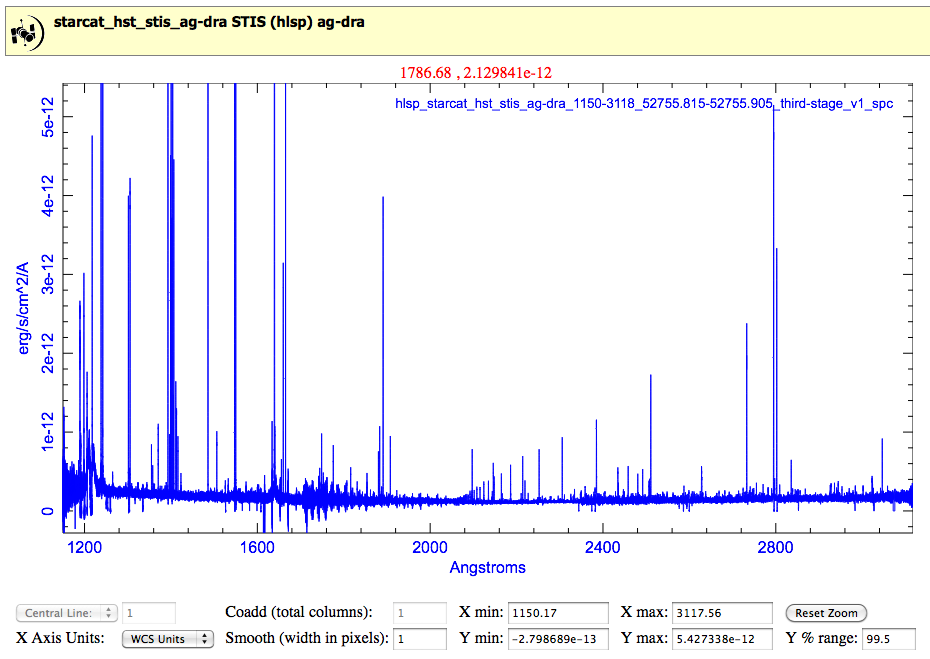 starcat_hst_stis_ag-dra STIS (hlsp) ag-dra
1786.68 , 2.129841e-12
hlsp_starcat_hst_stis_ag-dra_1150-3118_52755.815-52755.905_third-stage_v1_spc
5e-12
4e-12
3e-12
2e-12
1e-12
0
erg/s/cm^2/A
1200 1600 2000 2400 2800
Angstroms
Central Line: 1 Coadd (total columns): 1 X min: 1150.17 X max: 3117.56 Reset Zoom
X Axis Units: WCS Units Smooth (width in pixels): 1 Y min: -2.798689e-13 Y max: 5.427338e-12 Y % range: 99.5